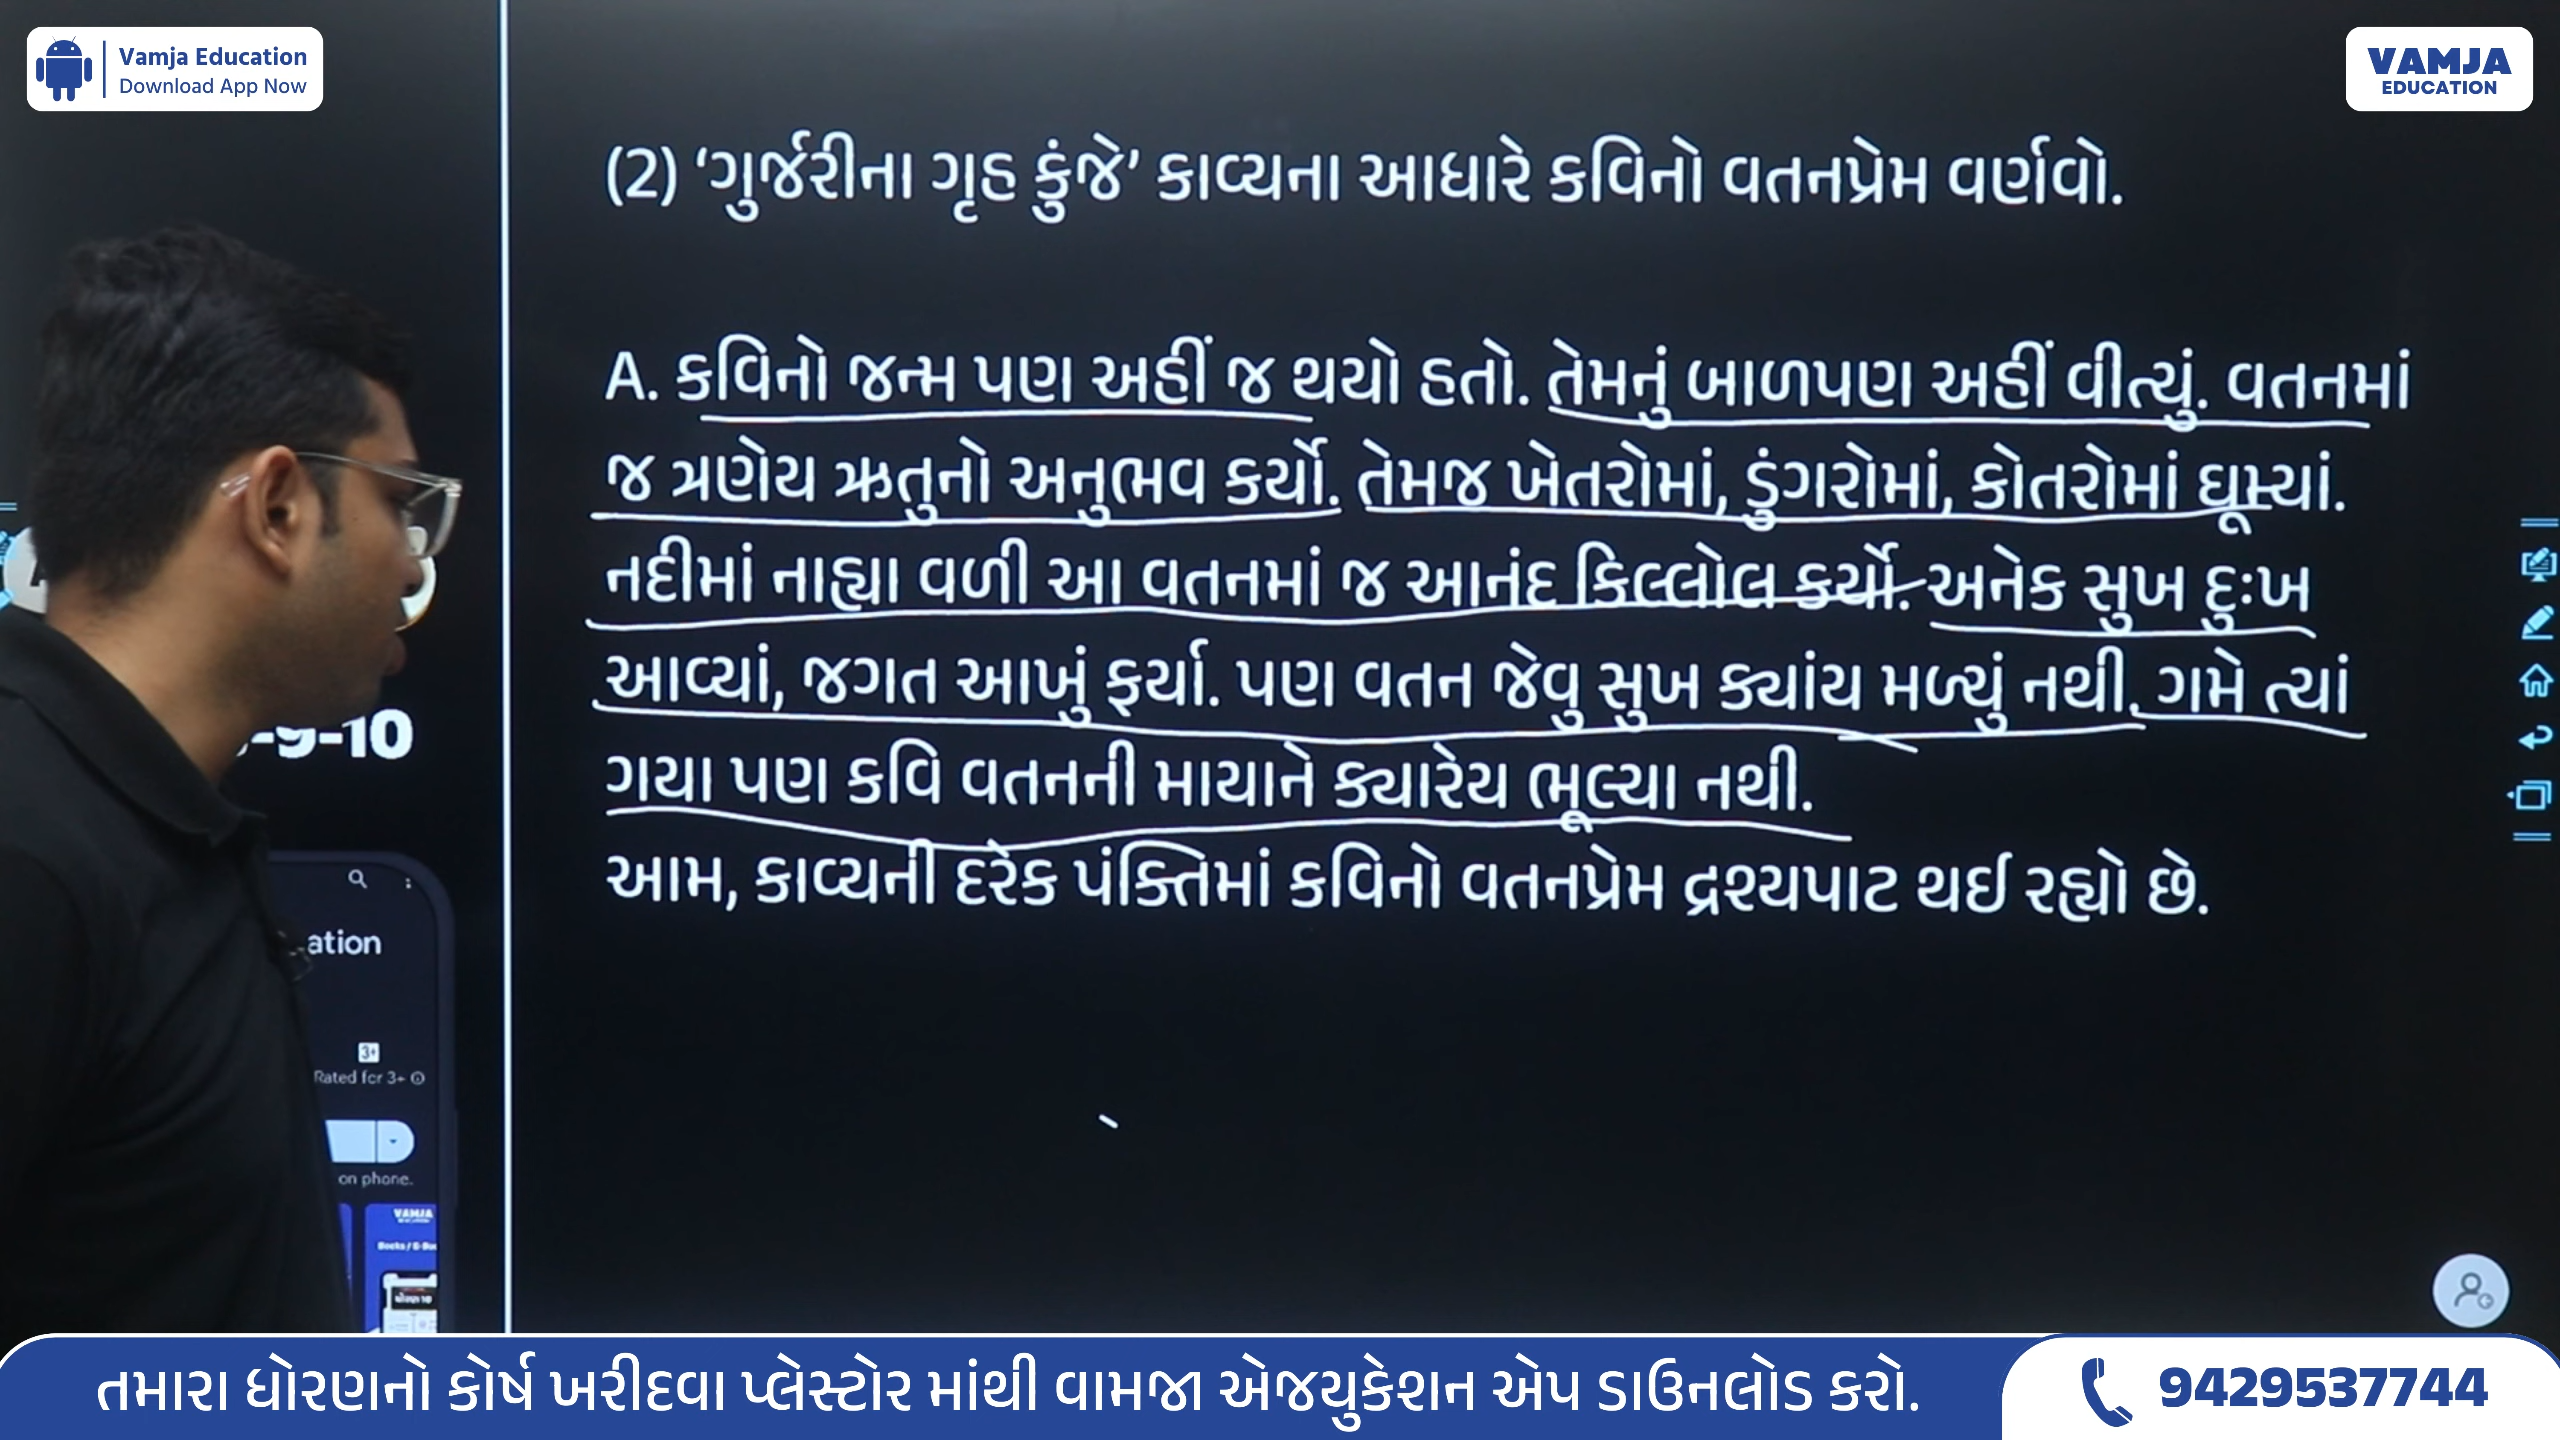 Vamja Education
Download App Now
VAMJA
EDUCATION
(2) ‘ગુર્જરીના ગૃહ કુંજે’ કાવ્યના આધારે કવિનો વતનપ્રેમ વર્ણવો.
A. કવિનો જન્મ પણ અહીં જ થયો હતો. તેમનું બાળપણ અહીં વીત્યું. વતનમાં
જ ત્રણેય ઋતુનો અનુભવ કર્યો. તેમજ ખેતરોમાં, ડુંગરોમાં, કોતરોમાં ઘૂમ્યાં.
નદીમાં નાહ્યા વળી આ વતનમાં જ આનંદ કિલ્લોલ કર્યો. અનેક સુખ દુઃખ
આવ્યાં, જગત આખું ફર્યા. પણ વતન જેવુ સુખ ક્યાંય મળ્યું નથી. ગમે ત્યાં
ગયા પણ કવિ વતનની માયાને ક્યારેય ભૂલ્યા નથી.
આમ, કાવ્યની દરેક પંક્તિમાં કવિનો વતનપ્રેમ દ્રશ્યપાટ થઈ રહ્યો છે.
-9-10
ation
3+
Rated for 3+
on phone.
VAMJA
તમારા ધોરણનો કોર્ષ ખરીદવા પ્લેસ્ટોર માંથી વામજા એજયુકેશન એપ ડાઉનલોડ કરો.
9429537744